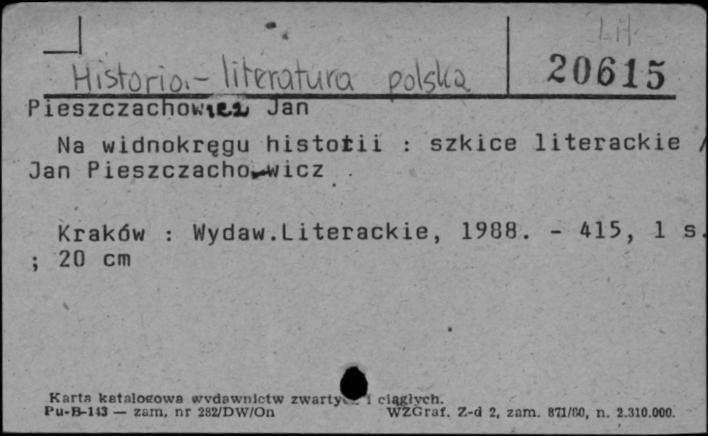 Lit.
Historia - literatura polska 20615
Pieszczachowicz Jan
Na widnokręgu historii : szkice literackie /
Jan Pieszczachowicz
Kraków : Wydaw.Literackie, 1988. - 415, 1 s.
; 20 cm
Karta katalogowa wydawnictw zwartych i ciągłych.
Pu-B-143 — zam. nr 282/DW/On WZGraf. Z-d 2, zam. 871/80, n. 2.310.000.